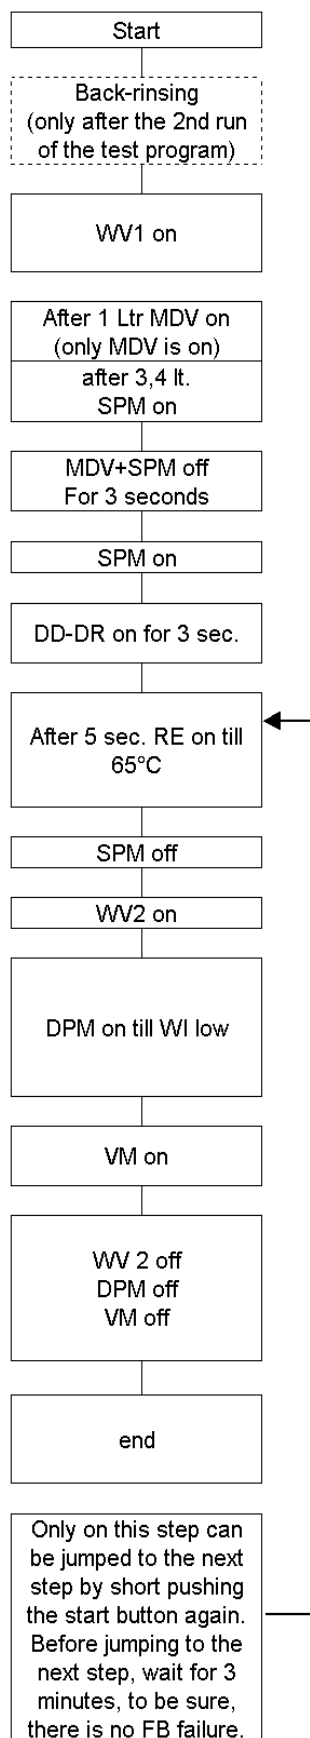 Start
Back-rinsing
(only after the 2nd run
of the test program)
WV1 on
After 1 Ltr MDV on
(only MDV is on)
after 3,4 lt.
SPM on
MDV+SPM off
For 3 seconds
SPM on
DD-DR on for 3 sec.
After 5 sec. RE on till
65°C
SPM off
WV2 on
DPM on till WI low
VM on
WV 2 off
DPM off
VM off
end
Only on this step can
be jumped to the next
step by short pushing
the start button again.
Before jumping to the
next step, wait for 3
minutes, to be sure,
there is no FB failure.